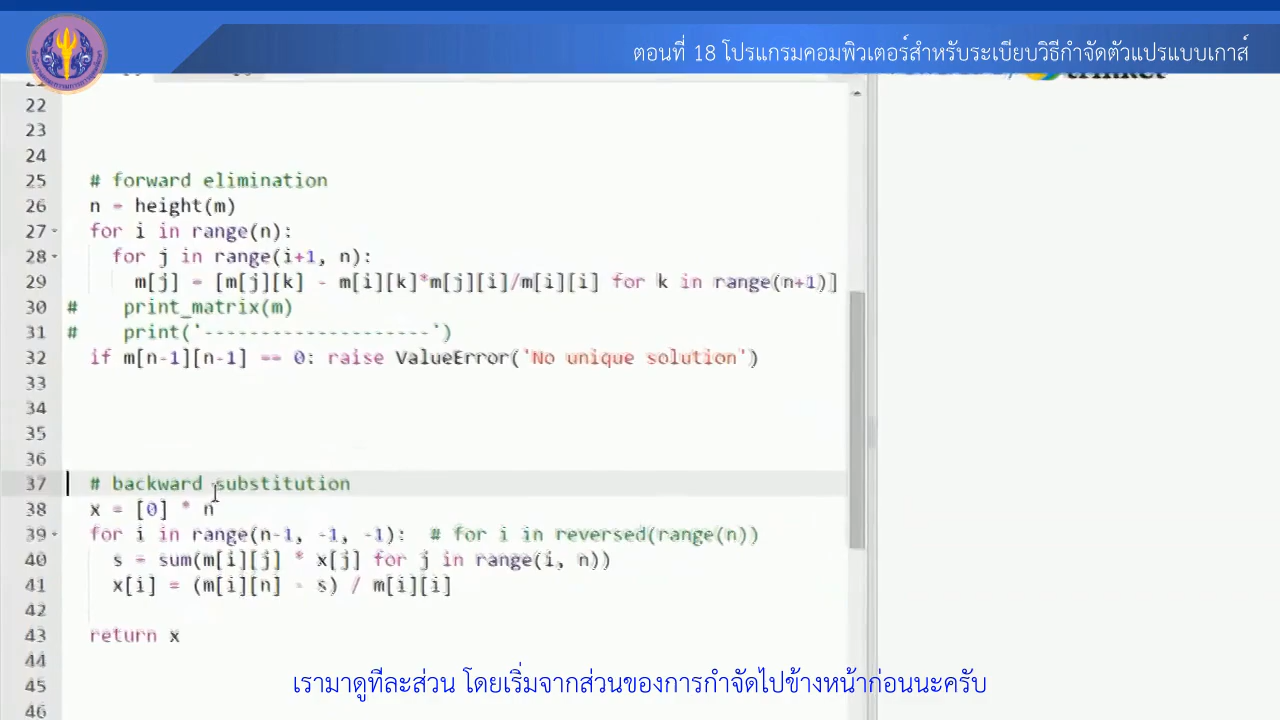 ตอนที่ 18 โปรแกรมคอมพิวเตอร์สำหรับระเบียบวิธีกำจัดตัวแปรแบบเกาส์
trinket
22
23
24
25 # forward elimination
26 n = height(m)
27 for i in range(n):
28 for j in range(i+1, n):
29 m[j] = [m[j][k] - m[i][k]*m[j][i]/m[i][i] for k in range(n+1)]
30 # print_matrix(m)
31 # print('--------------------')
32 if m[n-1][n-1] == 0: raise ValueError('No unique solution')
33
34
35
36
37 # backward substitution
38 x = [0] * n
39 for i in range(n-1, -1, -1): # for i in reversed(range(n))
40 s = sum(m[i][j] * x[j] for j in range(i, n))
41 x[i] = (m[i][n] - s) / m[i][i]
42
43 return x
44
45
46
เรามาดูทีละส่วน โดยเริ่มจากส่วนของการกำจัดไปข้างหน้าก่อนนะครับ